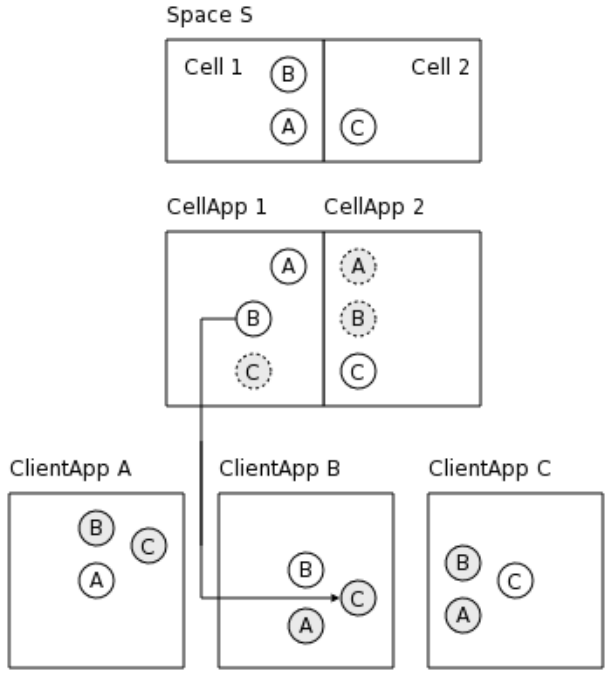 Space S
Cell 1 B Cell 2
A C
CellApp 1 CellApp 2
A A
B B
C C
ClientApp A ClientApp B ClientApp C
B C A
B C A
B C A